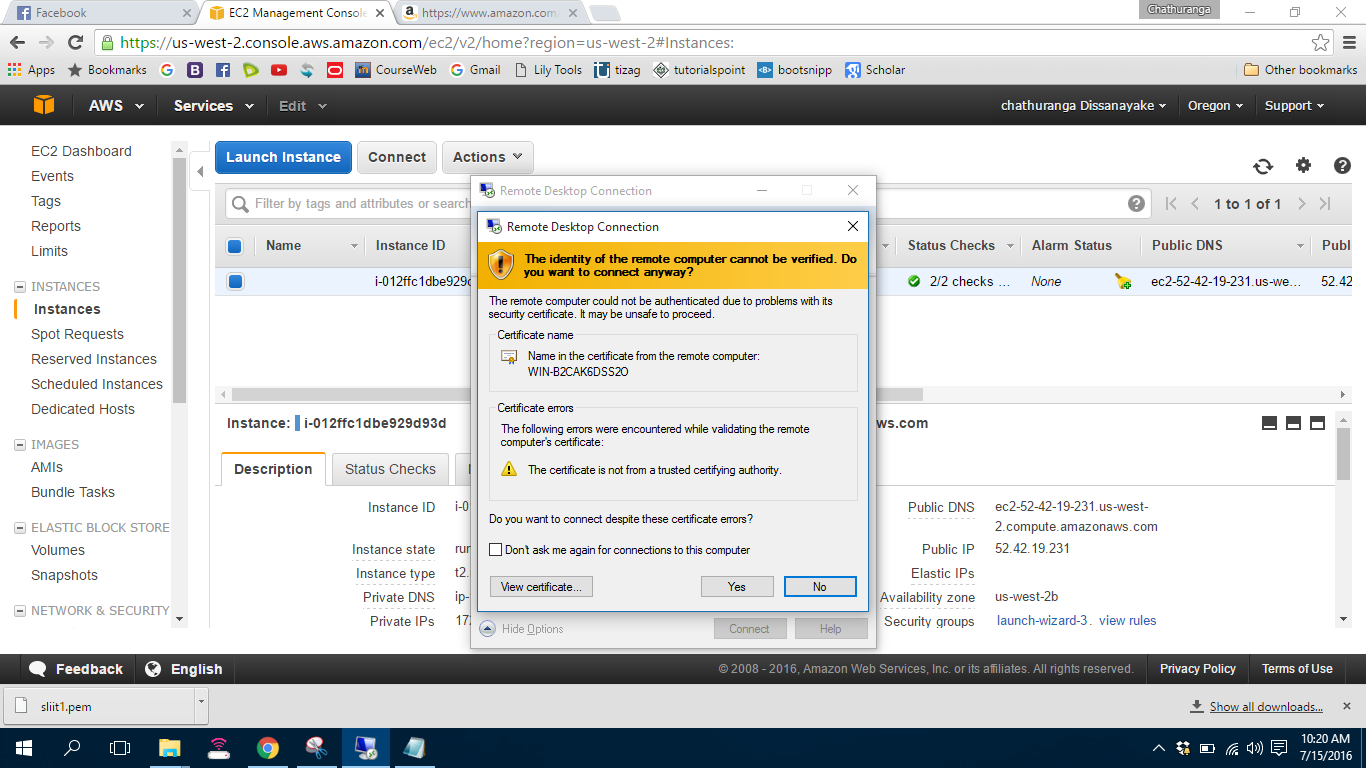 Facebook
EC2 Management Console
https://www.amazon.com
Chathuranga
https://us-west-2.console.aws.amazon.com/ec2/v2/home?region=us-west-2#Instances:
Apps Bookmarks CourseWeb Gmail Lily Tools tizag tutorialspoint bootsnipp Scholar Other bookmarks
AWS Services Edit chathuranga Dissanayake Oregon Support
EC2 Dashboard
Events
Tags
Reports
Limits
INSTANCES
Instances
Spot Requests
Reserved Instances
Scheduled Instances
Dedicated Hosts
IMAGES
AMIs
Bundle Tasks
ELASTIC BLOCK STORE
Volumes
Snapshots
NETWORK & SECURITY
Launch Instance Connect Actions
Filter by tags and attributes or search
1 to 1 of 1
Name Instance ID Status Checks Alarm Status Public DNS Publ
i-012ffc1dbe929d 2/2 checks ... None ec2-52-42-19-231.us-we... 52.42
Instance: i-012ffc1dbe929d93d ws.com
Description Status Checks
Instance ID i-0
Instance state run
Instance type t2.
Private DNS ip-
Private IPs 172
Public DNS ec2-52-42-19-231.us-west-
2.compute.amazonaws.com
Public IP 52.42.19.231
Elastic IPs
Availability zone us-west-2b
Security groups launch-wizard-3. view rules
Remote Desktop Connection
Remote Desktop Connection
The identity of the remote computer cannot be verified. Do
you want to connect anyway?
The remote computer could not be authenticated due to problems with its
security certificate. It may be unsafe to proceed.
Certificate name
Name in the certificate from the remote computer:
WIN-B2CAK6DSS2O
Certificate errors
The following errors were encountered while validating the remote
computer's certificate:
The certificate is not from a trusted certifying authority.
Do you want to connect despite these certificate errors?
Don't ask me again for connections to this computer
View certificate... Yes No
Hide Options Connect Help
Feedback English © 2008 - 2016, Amazon Web Services, Inc. or its affiliates. All rights reserved. Privacy Policy Terms of Use
sliit1.pem Show all downloads...
10:20 AM
7/15/2016